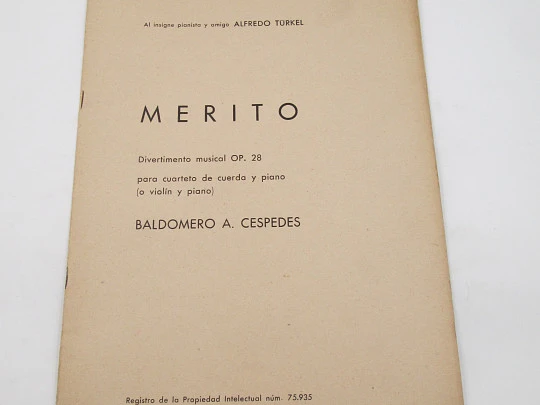 Al insigne pianista y amigo ALFREDO TÜRKEL
MERITO
Divertimento musical OP. 28
para cuarteto de cuerda y piano
(o violín y piano)
BALDOMERO A. CESPEDES
Registro de la Propiedad Intelectual núm. 75.935